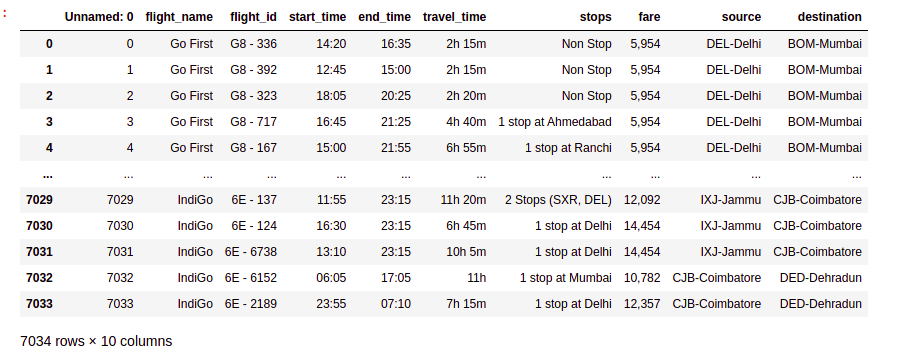 :
Unnamed: 0 flight_name flight_id start_time end_time travel_time stops fare source destination
0 0 Go First G8 - 336 14:20 16:35 2h 15m Non Stop 5,954 DEL-Delhi BOM-Mumbai
1 1 Go First G8 - 392 12:45 15:00 2h 15m Non Stop 5,954 DEL-Delhi BOM-Mumbai
2 2 Go First G8 - 323 18:05 20:25 2h 20m Non Stop 5,954 DEL-Delhi BOM-Mumbai
3 3 Go First G8 - 717 16:45 21:25 4h 40m 1 stop at Ahmedabad 5,954 DEL-Delhi BOM-Mumbai
4 4 Go First G8 - 167 15:00 21:55 6h 55m 1 stop at Ranchi 5,954 DEL-Delhi BOM-Mumbai
... ... ... ... ... ... ... ... ... ... ...
7029 7029 IndiGo 6E - 137 11:55 23:15 11h 20m 2 Stops (SXR, DEL) 12,092 IXJ-Jammu CJB-Coimbatore
7030 7030 IndiGo 6E - 124 16:30 23:15 6h 45m 1 stop at Delhi 14,454 IXJ-Jammu CJB-Coimbatore
7031 7031 IndiGo 6E - 6738 13:10 23:15 10h 5m 1 stop at Delhi 14,454 IXJ-Jammu CJB-Coimbatore
7032 7032 IndiGo 6E - 6152 06:05 17:05 11h 1 stop at Mumbai 10,782 CJB-Coimbatore DED-Dehradun
7033 7033 IndiGo 6E - 2189 23:55 07:10 7h 15m 1 stop at Delhi 12,357 CJB-Coimbatore DED-Dehradun
7034 rows × 10 columns